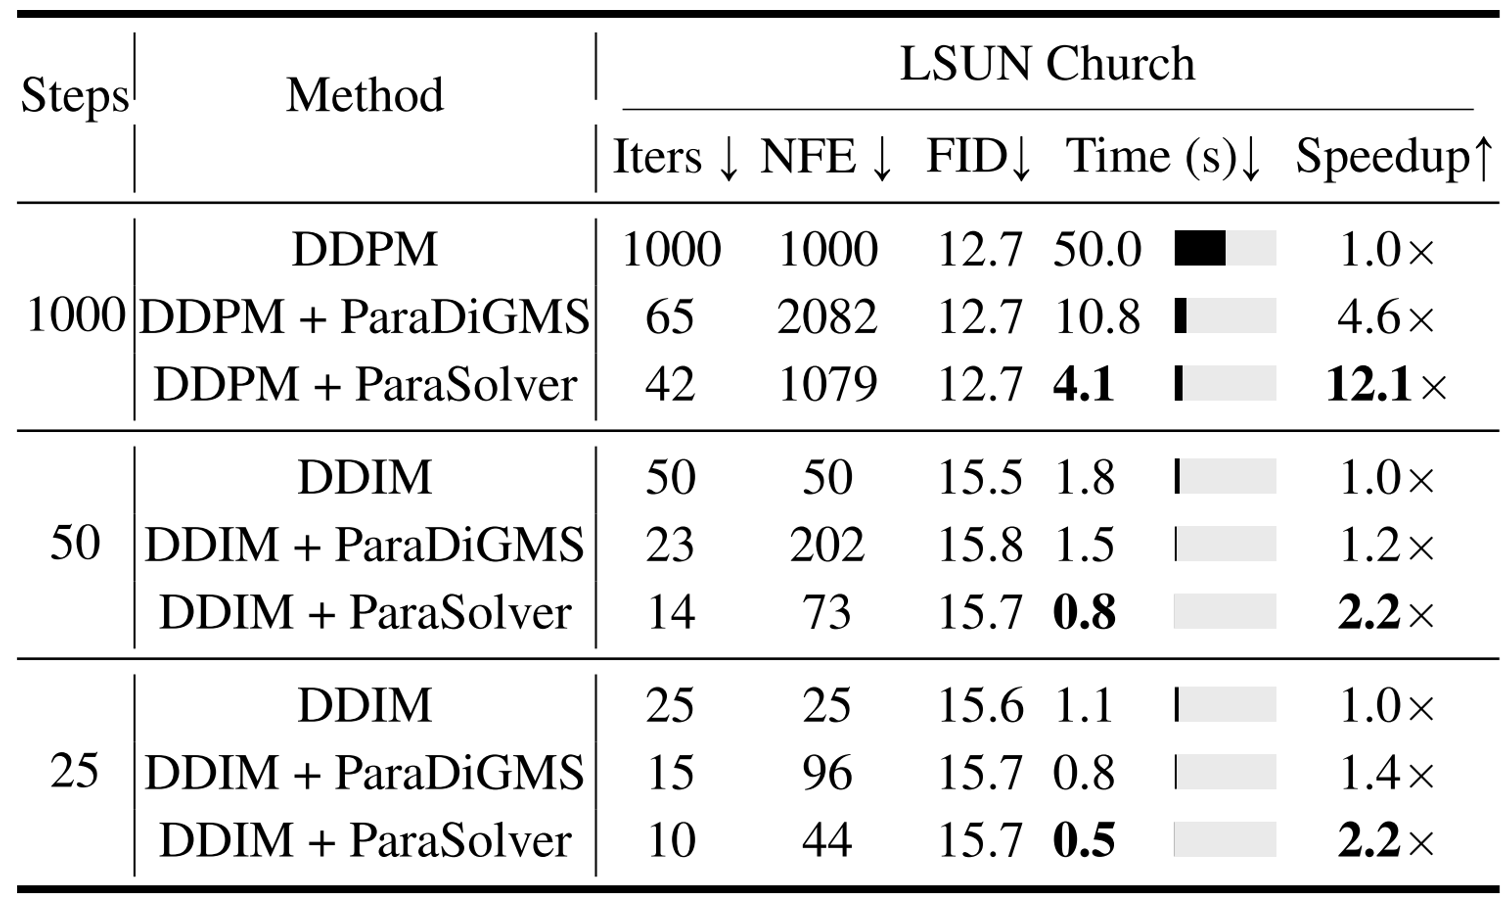 LSUN Church
Steps Method
Iters ↓ NFE ↓ FID↓ Time (s)↓ Speedup↑
DDPM 1000 1000 12.7 50.0 1.0×
1000 DDPM + ParaDiGMS 65 2082 12.7 10.8 4.6×
DDPM + ParaSolver 42 1079 12.7 4.1 12.1×
DDIM 50 50 15.5 1.8 1.0×
50 DDIM + ParaDiGMS 23 202 15.8 1.5 1.2×
DDIM + ParaSolver 14 73 15.7 0.8 2.2×
DDIM 25 25 15.6 1.1 1.0×
25 DDIM + ParaDiGMS 15 96 15.7 0.8 1.4×
DDIM + ParaSolver 10 44 15.7 0.5 2.2×